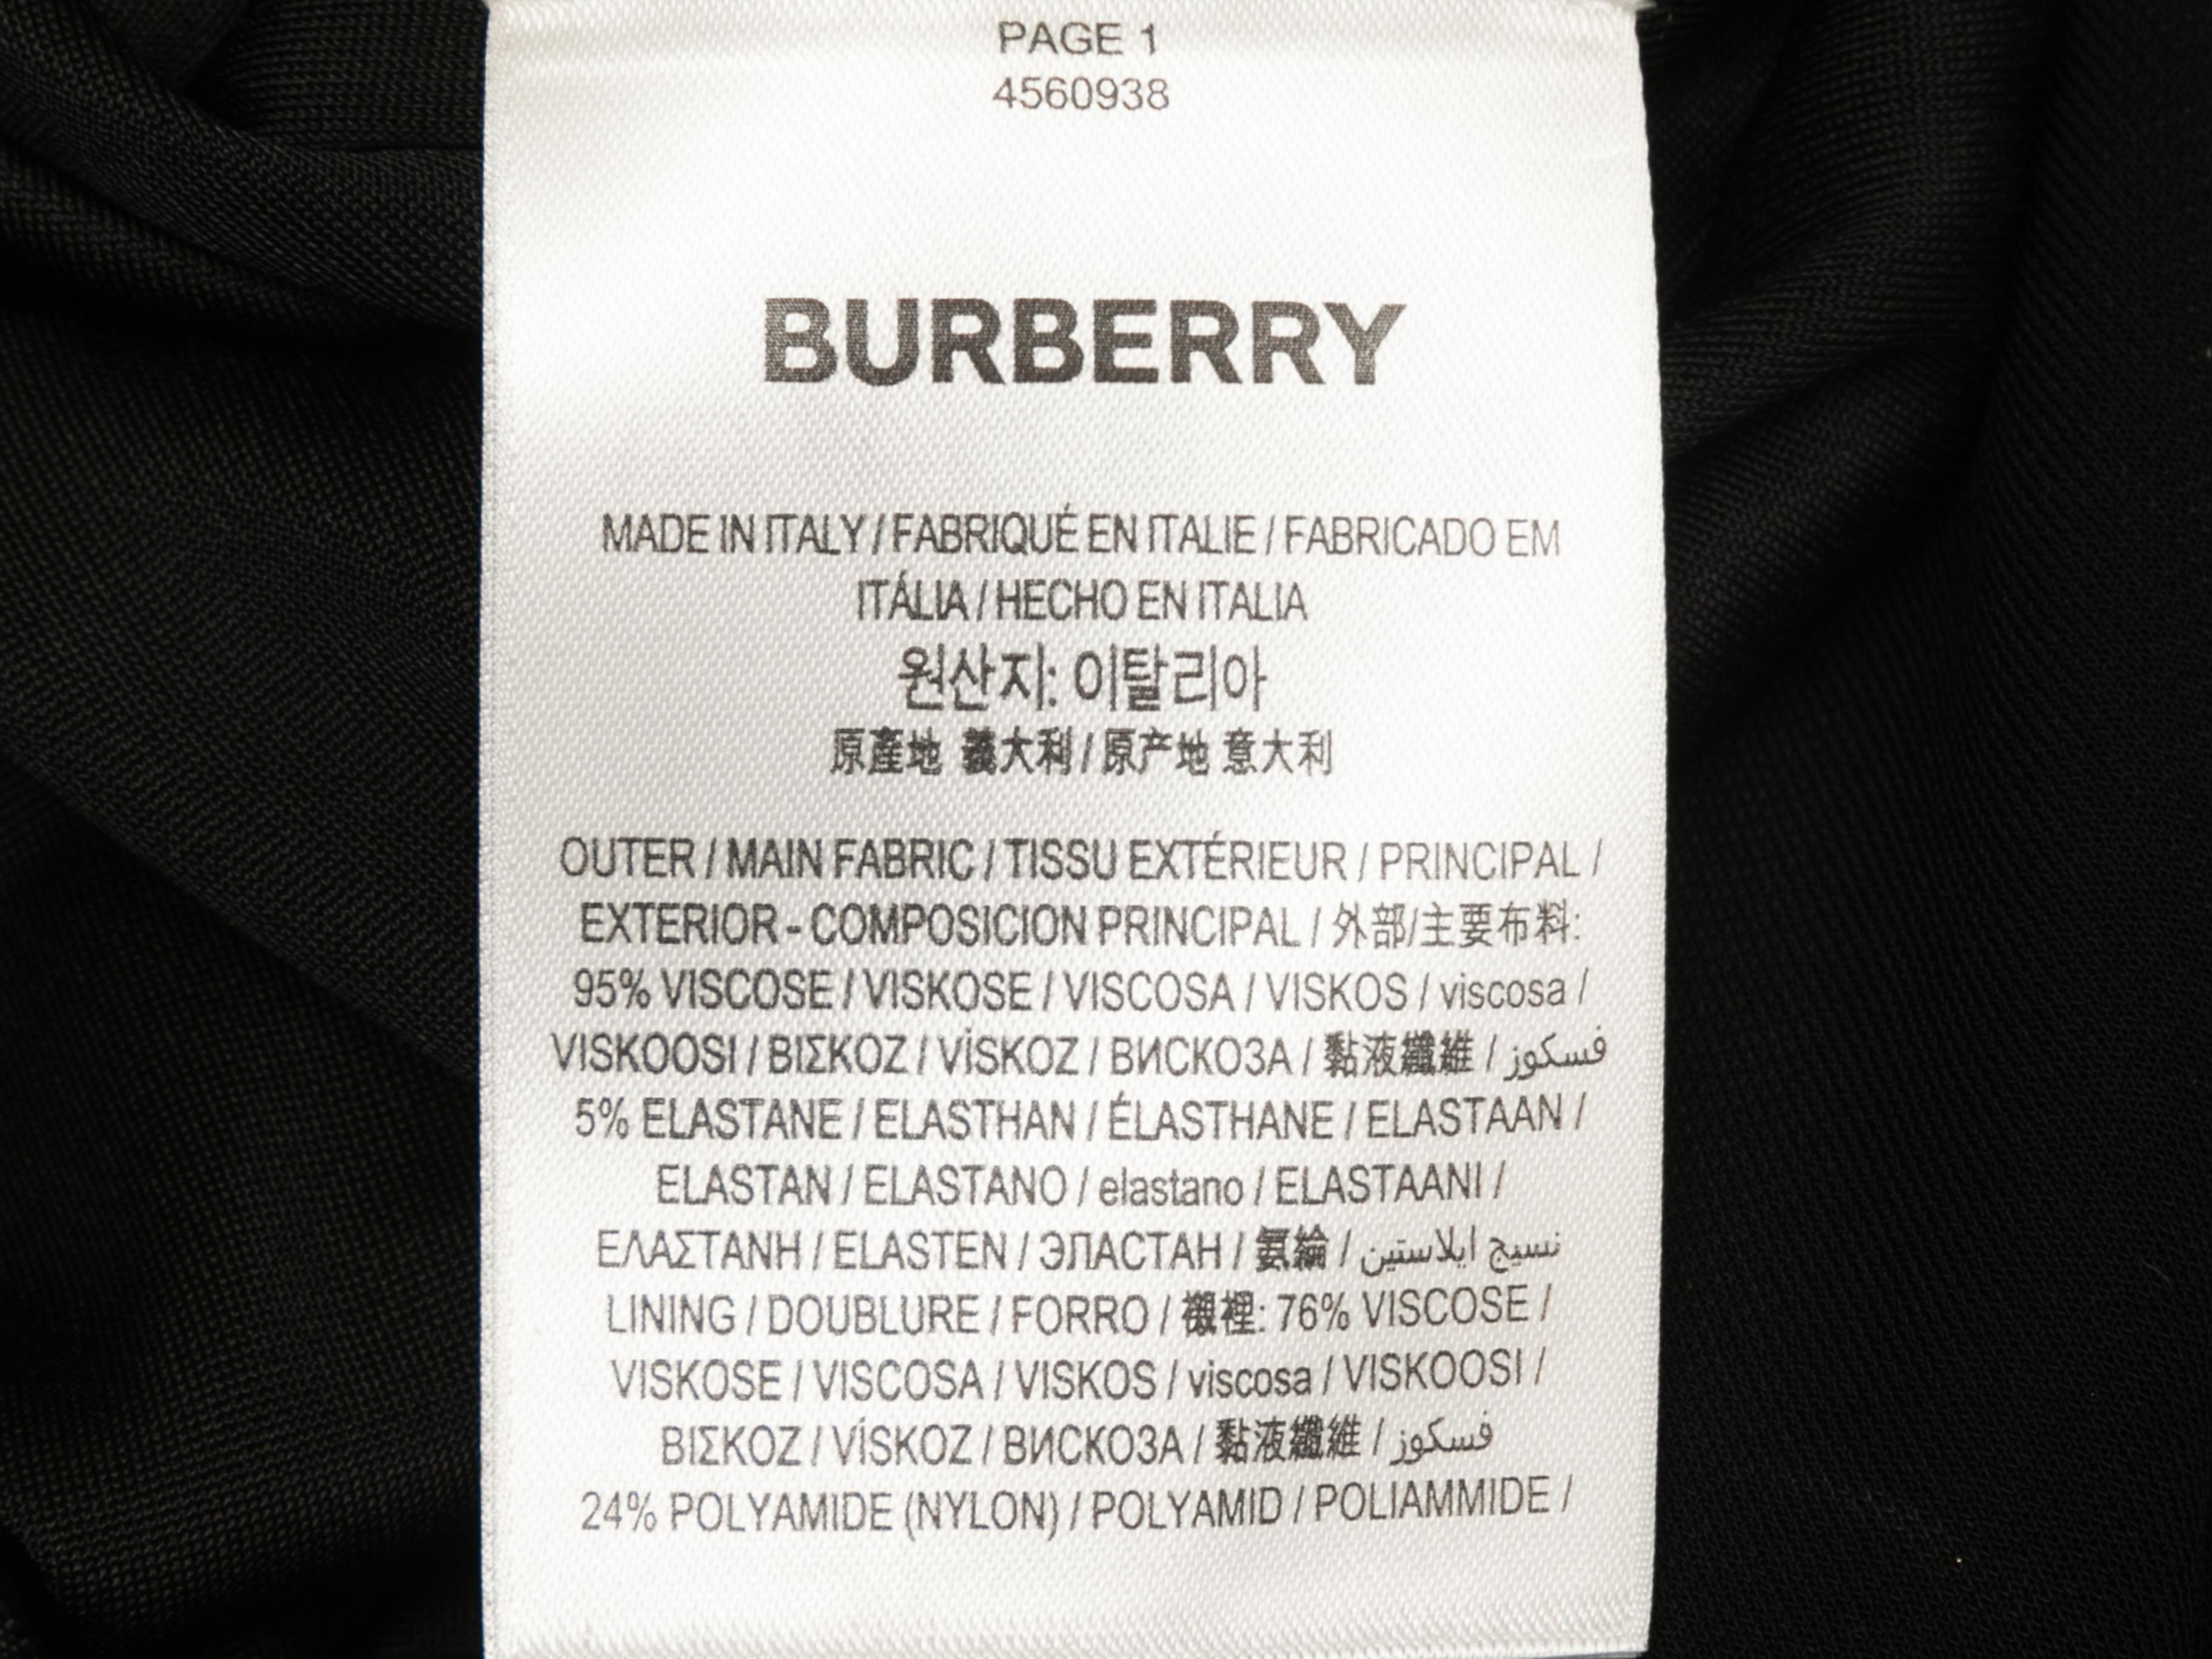 PAGE 1
4560938
BURBERRY
MADE IN ITALY / FABRIQUÉ EN ITALIE / FABRICADO EM
ITÁLIA / HECHO EN ITALIA
원산지: 이탈리아
原產地 義大利 / 原产地 意大利
OUTER / MAIN FABRIC / TISSU EXTÉRIEUR / PRINCIPAL /
EXTERIOR - COMPOSICION PRINCIPAL / 外部/主要布料:
95% VISCOSE / VISKOSE / VISCOSA / VISKOS / viscosa /
VISKOOSI / ΒΙΣΚΟΖ / VİSKOZ / ВИСКОЗА / 黏液纖維 / فسكوز
5% ELASTANE / ELASTHAN / ÉLASTHANE / ELASTAAN /
ELASTAN / ELASTANO / elastano / ELASTAANI /
ΕΛΑΣΤΑΝΗ / ELASTEN / ЭЛАСТАН / 氨綸 / نسيج ايلاستين
LINING / DOUBLURE / FORRO / 襯裡: 76% VISCOSE /
VISKOSE / VISCOSA / VISKOS / viscosa / VISKOOSI /
ΒΙΣΚΟΖ / VİSKOZ / ВИСКОЗА / 黏液纖維 / فسكوز
24% POLYAMIDE (NYLON) / POLYAMID / POLIAMMIDE /